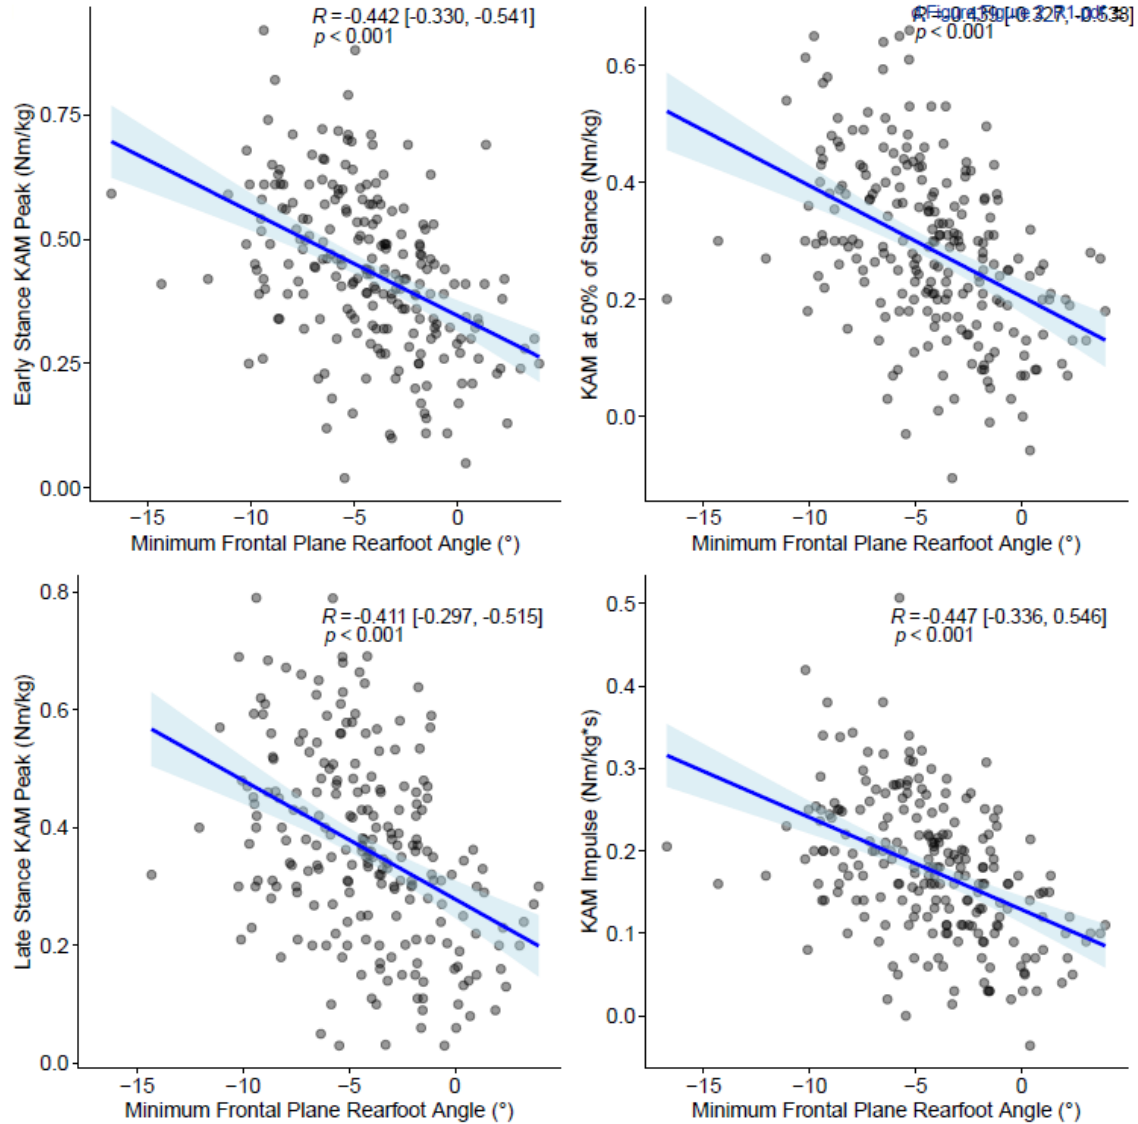 R=-0.442 [-0.330, -0.541]
p < 0.001
Early Stance KAM Peak (Nm/kg)
0.75
0.50
0.25
0.00
−15 −10 −5 0
Minimum Frontal Plane Rearfoot Angle (°)
p < 0.001
KAM at 50% of Stance (Nm/kg)
0.6
0.4
0.2
0.0
−15 −10 −5 0
Minimum Frontal Plane Rearfoot Angle (°)
R=-0.411 [-0.297, -0.515]
p < 0.001
Late Stance KAM Peak (Nm/kg)
0.8
0.6
0.4
0.2
0.0
−15 −10 −5 0
Minimum Frontal Plane Rearfoot Angle (°)
R=-0.447 [-0.336, 0.546]
p < 0.001
KAM Impulse (Nm/kg*s)
0.5
0.4
0.3
0.2
0.1
0.0
−15 −10 −5 0
Minimum Frontal Plane Rearfoot Angle (°)